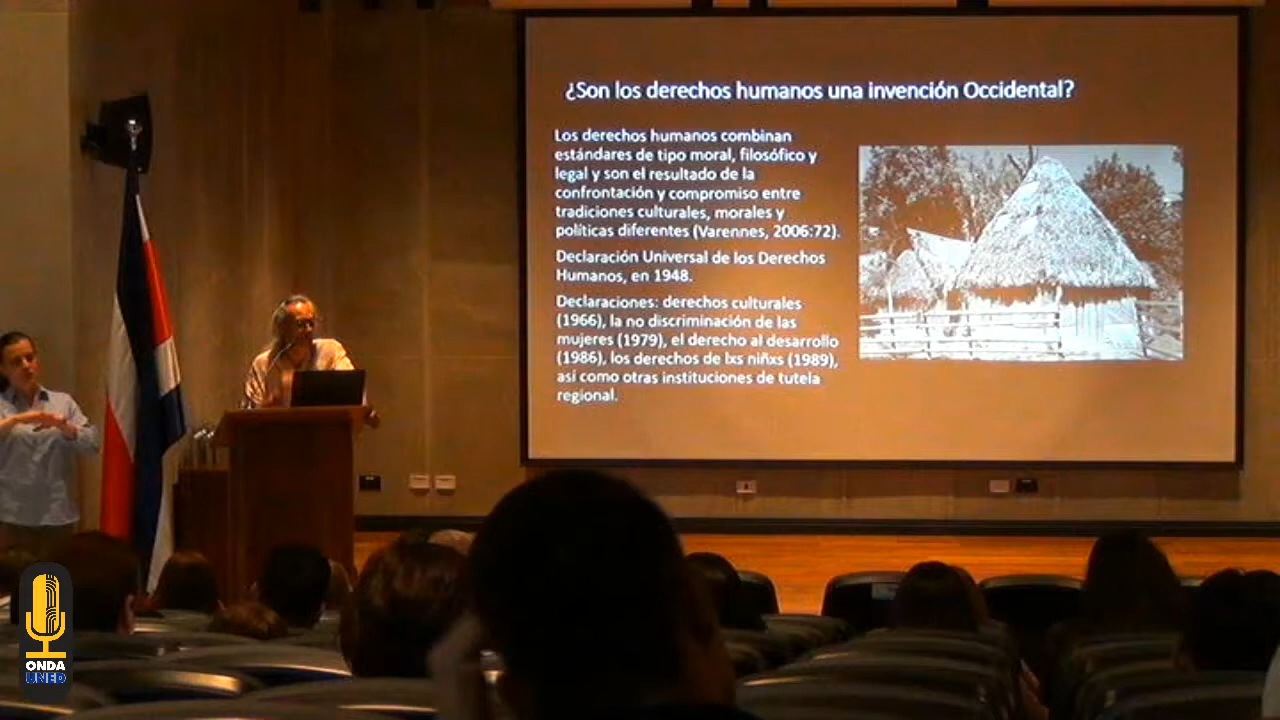 ¿Son los derechos humanos una invención Occidental?
Los derechos humanos combinan
estándares de tipo moral, filosófico y
legal y son el resultado de la
confrontación y compromiso entre
tradiciones culturales, morales y
políticas diferentes (Varennes, 2006:72).
Declaración Universal de los Derechos
Humanos, en 1948.
Declaraciones: derechos culturales
(1966), la no discriminación de las
mujeres (1979), el derecho al desarrollo
(1986), los derechos de lxs niñxs (1989),
así como otras instituciones de tutela
regional.
ONDA
UNED